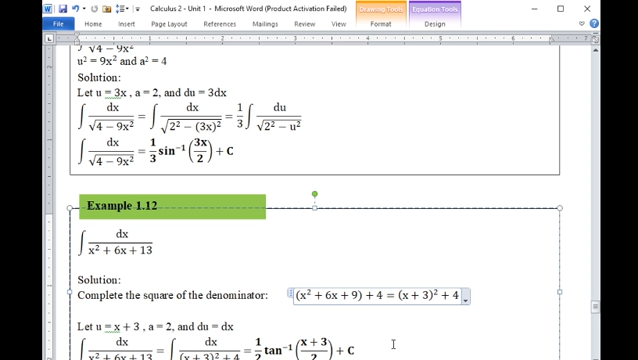 Calculus 2 - Unit 1 - Microsoft Word (Product Activation Failed)
Drawing Tools
Equation Tools
File
Home
Insert
Page Layout
References
Mailings
Review
View
Format
Design
∫ √4 − 9x²
u² = 9x² and a² = 4
Solution:
Let u = 3x , a = 2, and du = 3dx
∫ dx/√4 − 9x² = ∫ dx/√2² − (3x)² = 1/3 ∫ du/√2² − u²
∫ dx/√4 − 9x² = 1/3 sin⁻¹ (3x/2) + C
Example 1.12
∫ dx/x² + 6x + 13
Solution:
Complete the square of the denominator: (x² + 6x + 9) + 4 = (x + 3)² + 4
Let u = x + 3 , a = 2, and du = dx
∫ dx/x² + 6x + 13 = ∫ dx/(x + 3)² + 4 = 1/2 tan⁻¹ (x + 3/2) + C